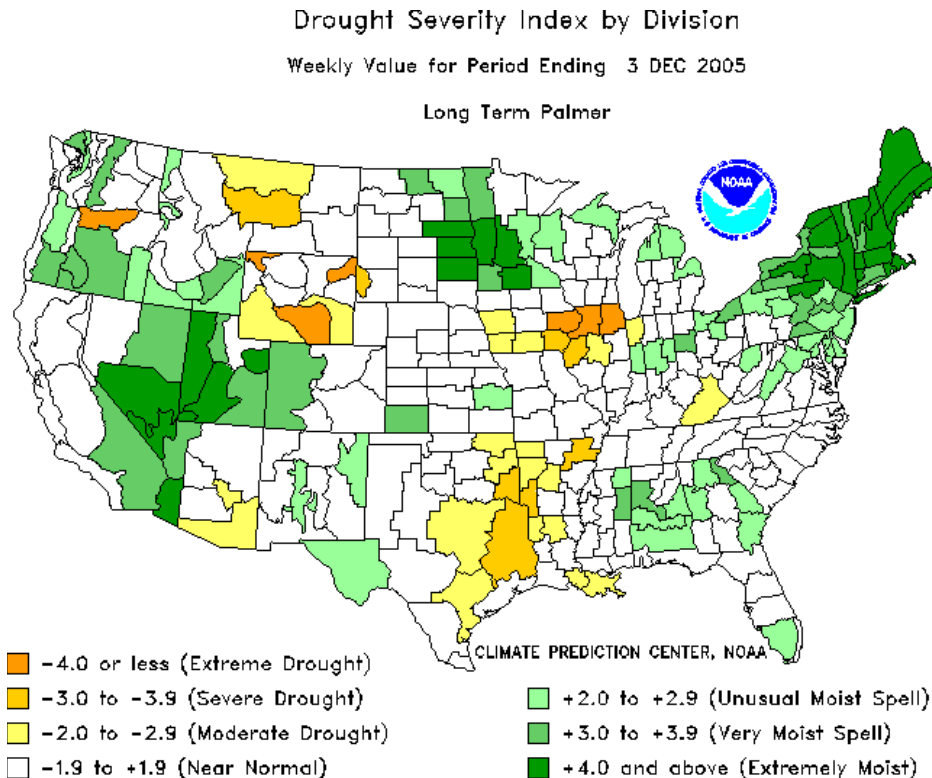 Drought Severity Index by Division
Weekly Value for Period Ending 3 DEC 2005
Long Term Palmer
NOAA
CLIMATE PREDICTION CENTER, NOAA
-4.0 or less (Extreme Drought)
-3.0 to -3.9 (Severe Drought)
-2.0 to -2.9 (Moderate Drought)
-1.9 to +1.9 (Near Normal)
+2.0 to +2.9 (Unusual Moist Spell)
+3.0 to +3.9 (Very Moist Spell)
+4.0 and above (Extremely Moist)